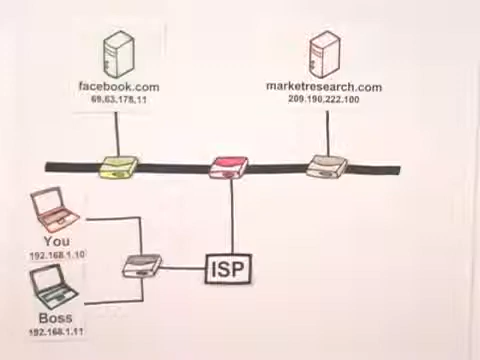 facebook.com
69.63.178.11
marketresearch.com
209.190.222.100
You
192.168.1.10
ISP
Boss
192.168.1.11